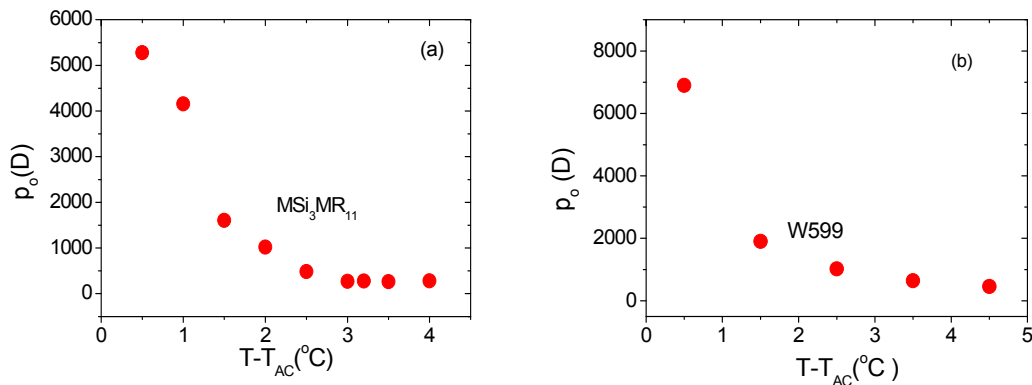 6000
5000
4000
3000
2000
1000
0
0 1 2 3 4
p_o(D)
T-T_AC(°C)
(a)
MSi₃MR₁₁
8000
6000
4000
2000
0
0 1 2 3 4 5
p_o(D)
T-T_AC(°C )
(b)
W599